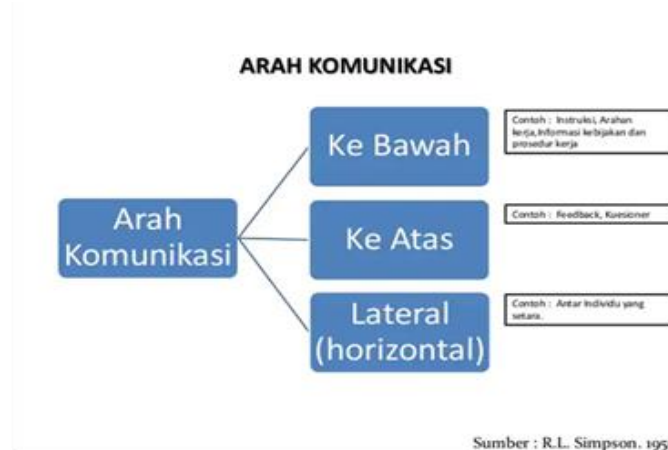 ARAH KOMUNIKASI
Arah
Komunikasi
Ke Bawah
Contoh : Instruksi, Arahan
kerja,Informasi kebijakan dan
prosedur kerja
Ke Atas
Contoh : Feedback, Kuesioner
Lateral
(horizontal)
Contoh : Antar Individu yang
setara.
Sumber : R.L. Simpson. 195